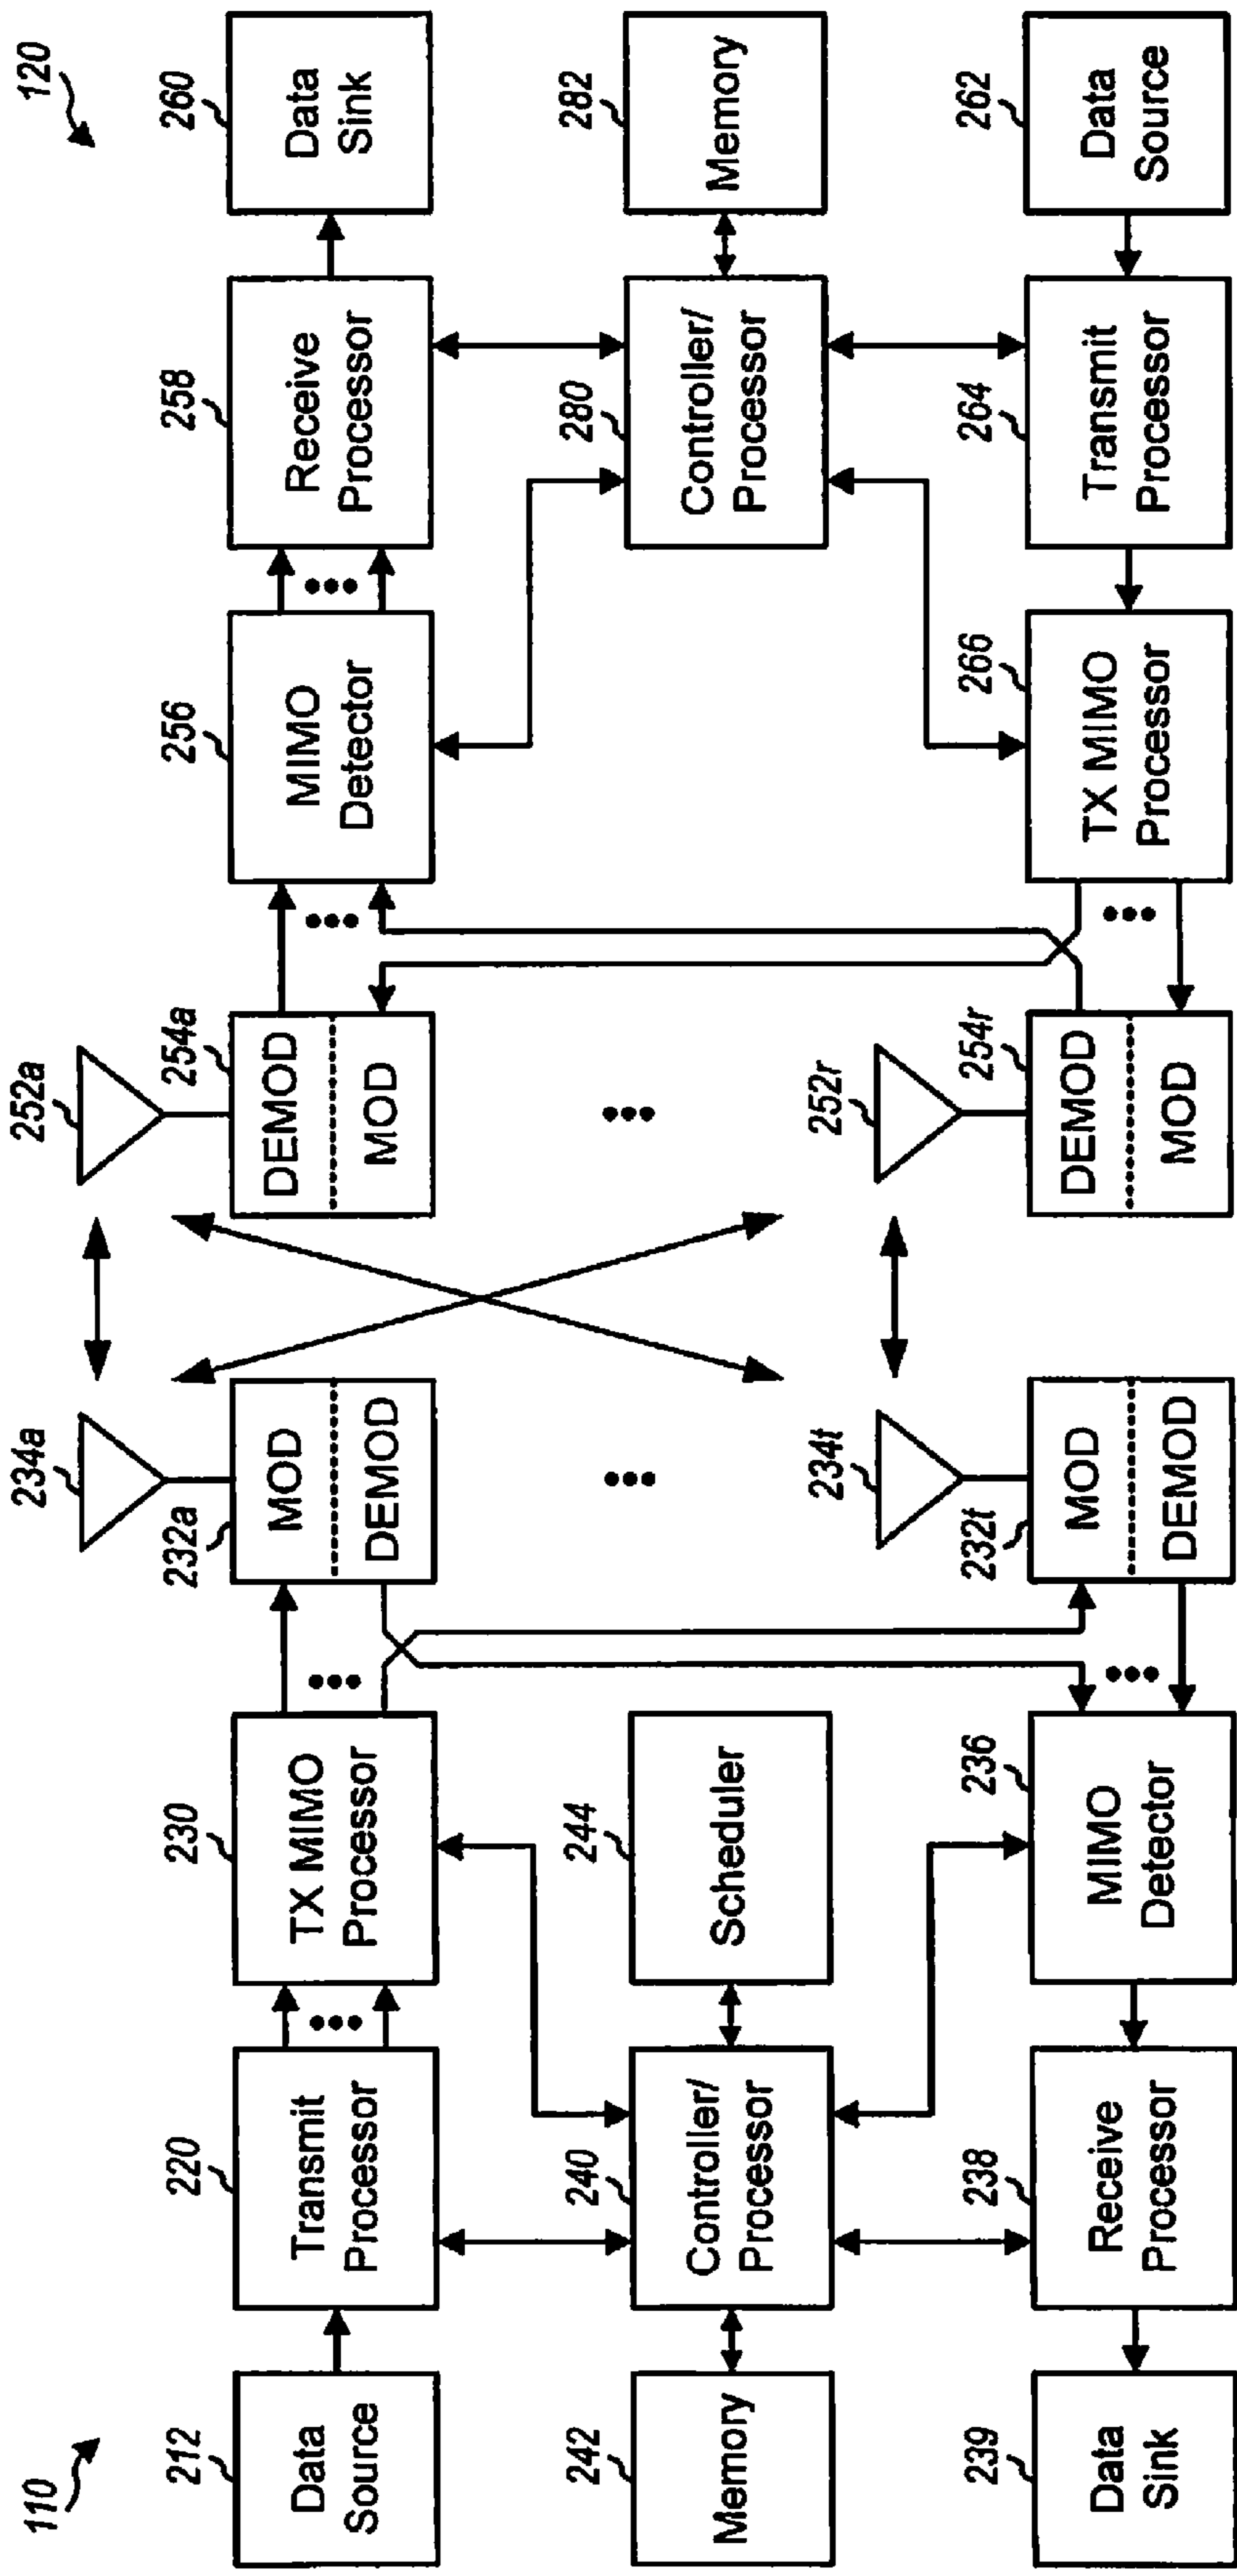 110
120
234a
252a
212
220
230
232a
254a
256
258
260
Data
Source
Transmit
Processor
TX MIMO
Processor
MOD
DEMOD
DEMOD
MOD
MIMO
Detector
Receive
Processor
Data
Sink
242
240
244
280
282
Memory
Controller/
Processor
Scheduler
Controller/
Processor
Memory
234t
252r
239
238
236
232t
254r
266
264
262
Data
Sink
Receive
Processor
MIMO
Detector
MOD
DEMOD
DEMOD
MOD
TX MIMO
Processor
Transmit
Processor
Data
Source